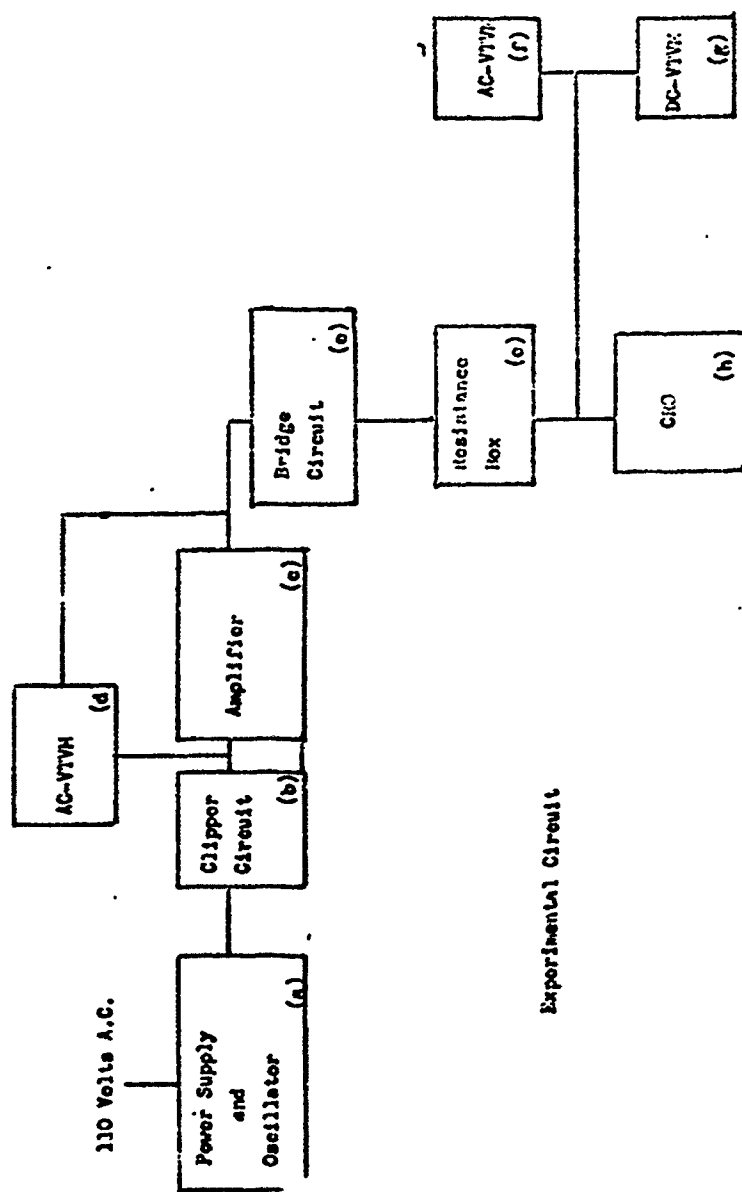 110 Volts A.C.
Power Supply
and
Oscillator
(a)
Clipper
Circuit
(b)
Amplifier
(c)
AC-VTVM
(d)
Bridge
Circuit
(e)
Resistance
Box
(o)
AC-VTVM
(f)
DC-VTVM
(g)
CRO
(h)
Experimental Circuit